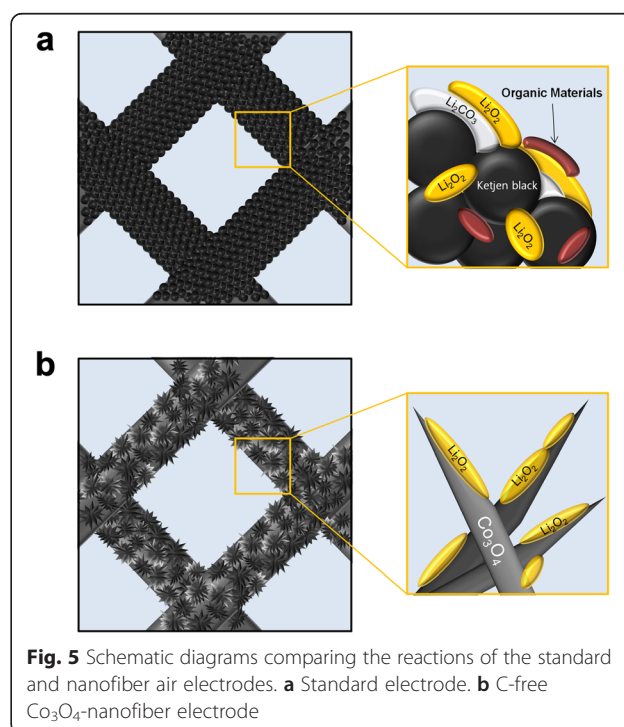 a
Li₂CO₃
Li₂O₂
Organic Materials
Li₂O₂
Ketjen black
Li₂O₂
b
Li₂O₂
Li₂O₂
Li₂O₂
Co₃O₄
Fig. 5 Schematic diagrams comparing the reactions of the standard
and nanofiber air electrodes. a Standard electrode. b C-free
Co₃O₄-nanofiber electrode